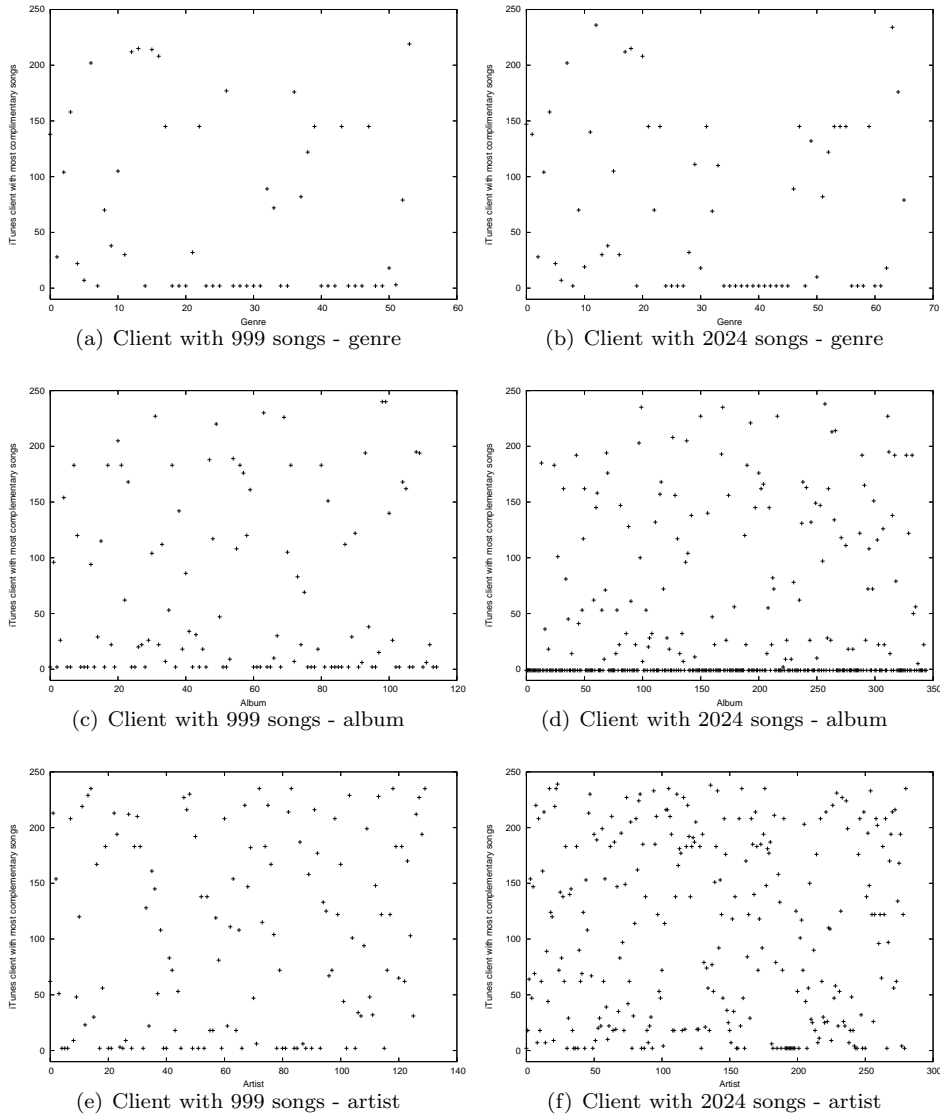 250
200
150
100
50
0
iTunes client with most complimentary songs
0 10 20 30 40 50 60
Genre
(a) Client with 999 songs - genre
250
200
150
100
50
0
iTunes client with most complimentary songs
0 10 20 30 40 50 60 70
Genre
(b) Client with 2024 songs - genre
250
200
150
100
50
0
iTunes client with most complementary songs
0 20 40 60 80 100 120
Album
(c) Client with 999 songs - album
250
200
150
100
50
0
iTunes client with most complementary songs
0 50 100 150 200 250 300 350
Album
(d) Client with 2024 songs - album
250
200
150
100
50
0
iTunes client with most complementary songs
0 20 40 60 80 100 120 140
Artist
(e) Client with 999 songs - artist
250
200
150
100
50
0
iTunes client with most complementary songs
0 50 100 150 200 250 300
Artist
(f) Client with 2024 songs - artist